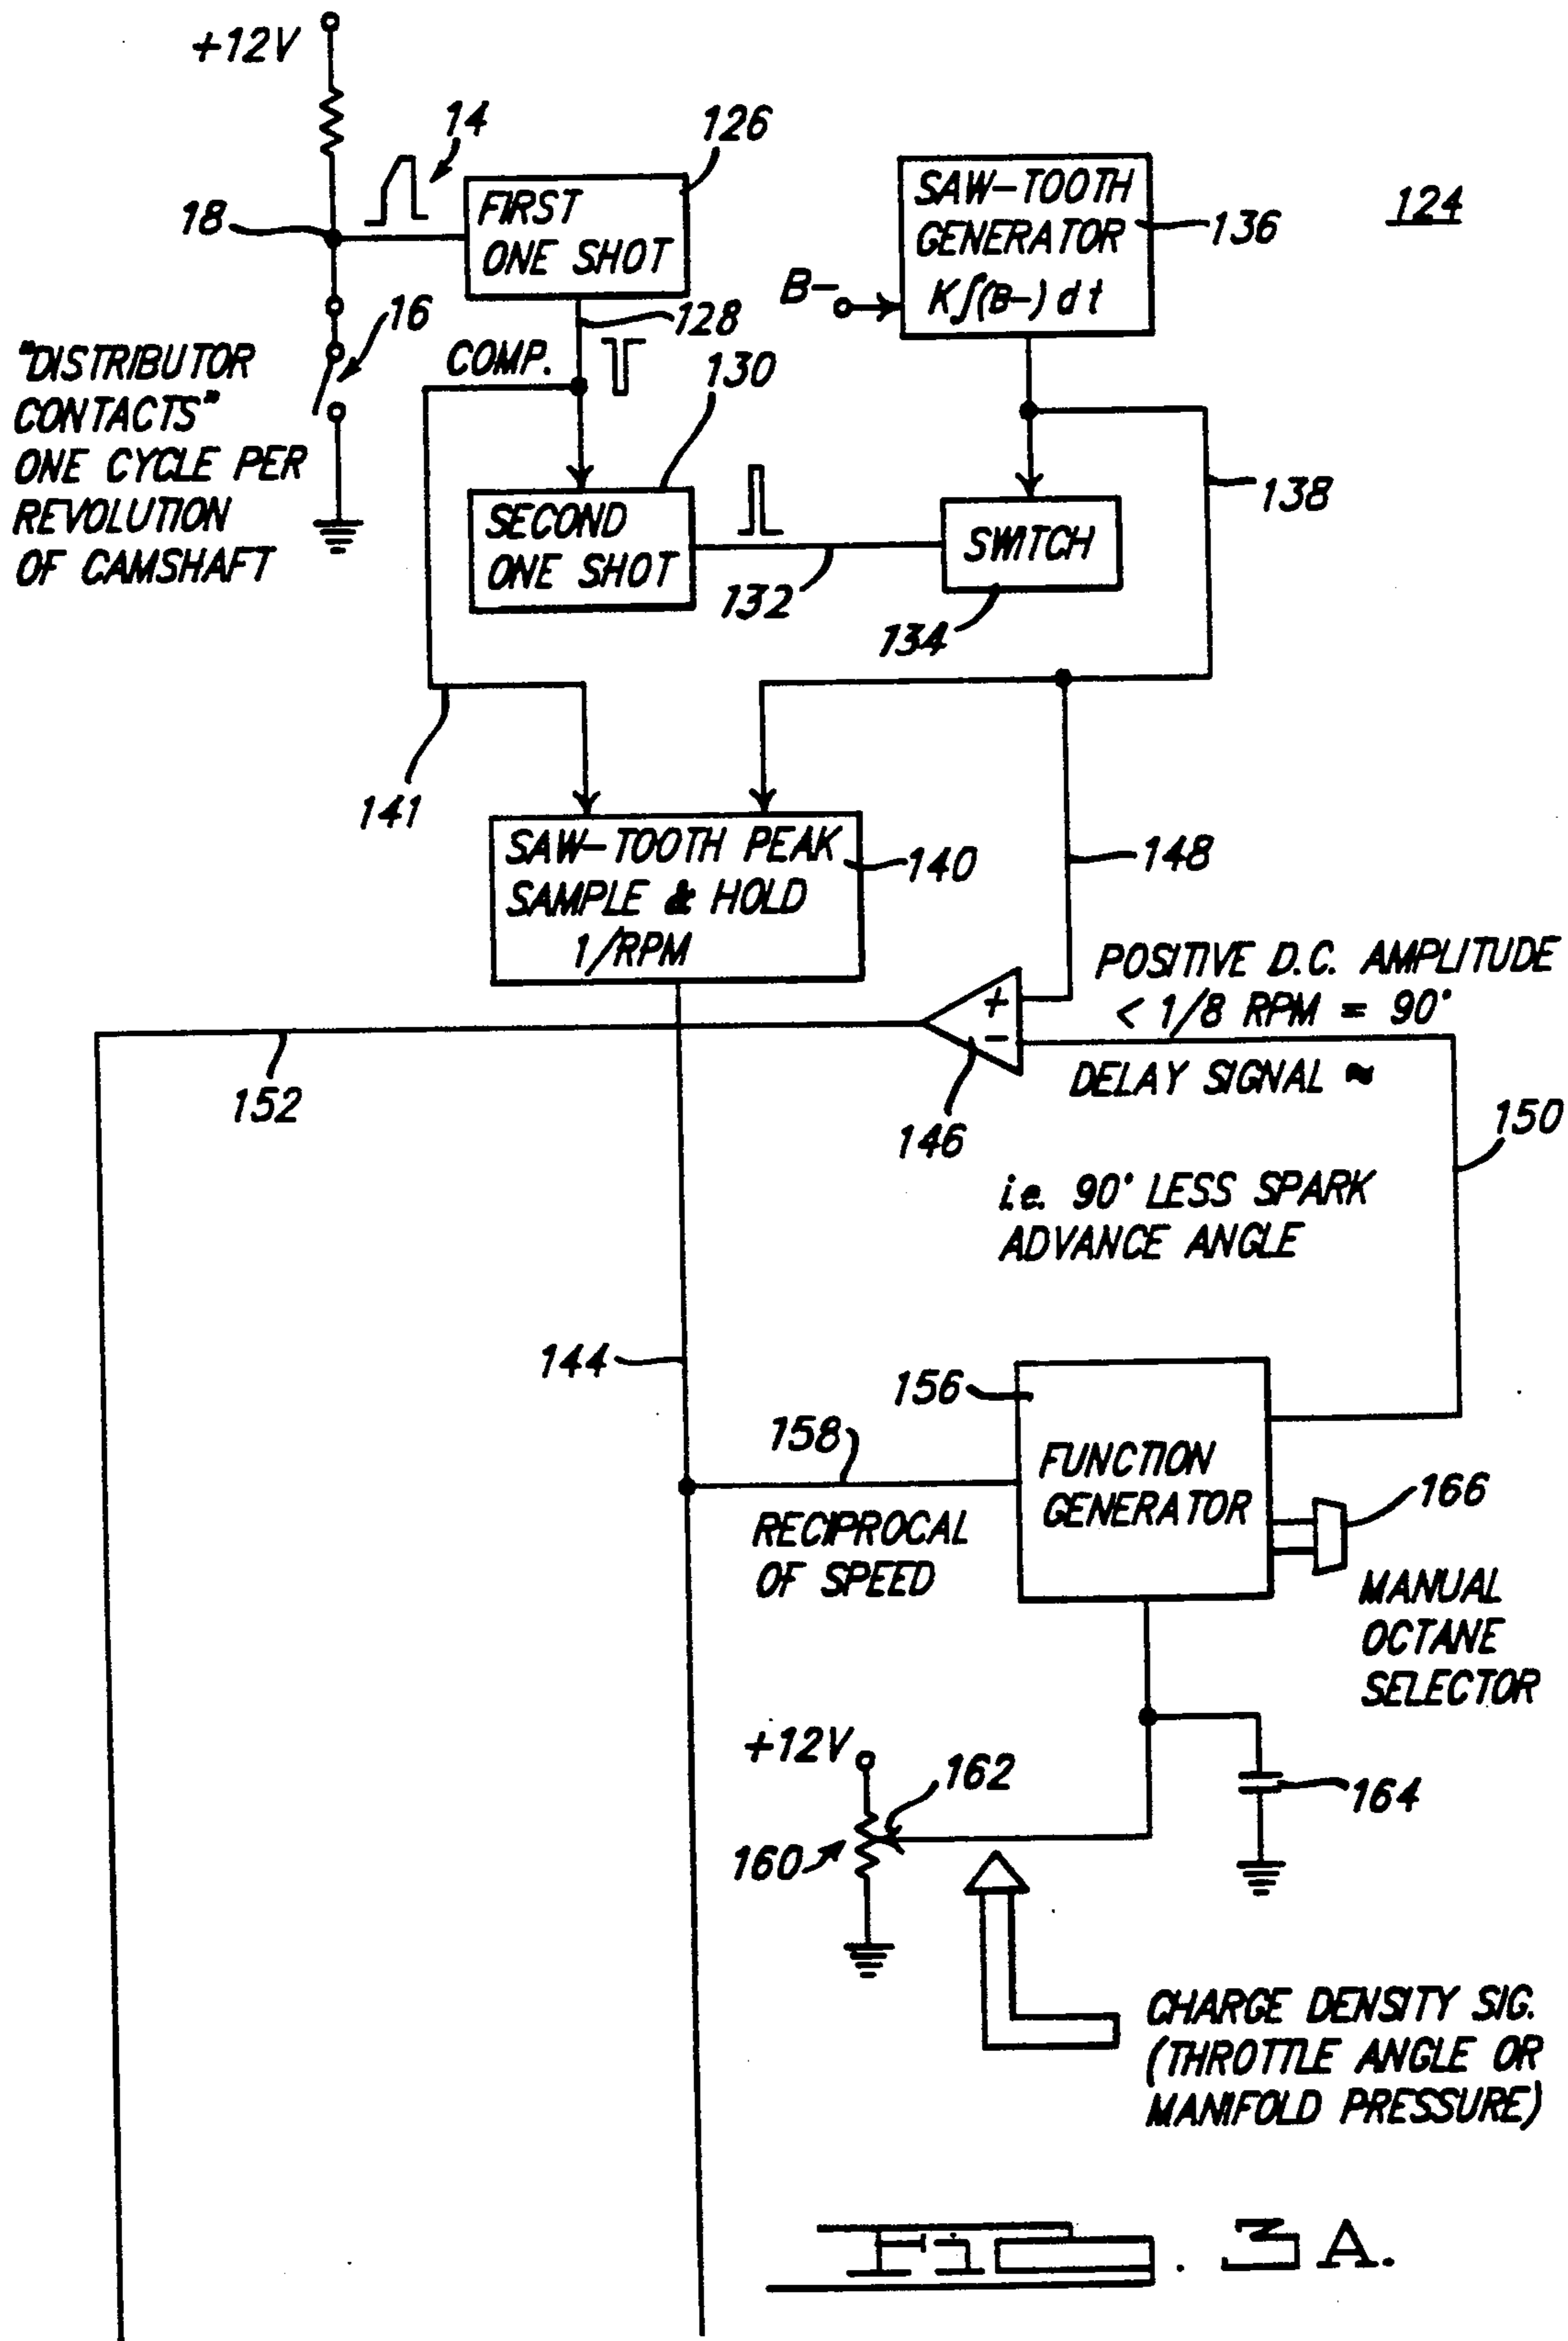 +12V
14
126
18
FIRST
ONE SHOT
SAW-TOOTH
GENERATOR
K∫(B-) dt
136
124
B-
16
128
COMP.
130
"DISTRIBUTOR
CONTACTS"
ONE CYCLE PER
REVOLUTION
OF CAMSHAFT
SECOND
ONE SHOT
132
SWITCH
134
138
141
SAW-TOOTH PEAK
SAMPLE & HOLD
1/RPM
140
148
+
-
POSITIVE D.C. AMPLITUDE
< 1/8 RPM = 90°
DELAY SIGNAL ≈
152
146
150
i.e. 90° LESS SPARK
ADVANCE ANGLE
144
156
158
FUNCTION
GENERATOR
166
RECIPROCAL
OF SPEED
MANUAL
OCTANE
SELECTOR
+12V
162
160
164
CHARGE DENSITY SIG.
(THROTTLE ANGLE OR
MANIFOLD PRESSURE)
FIG. 3A.